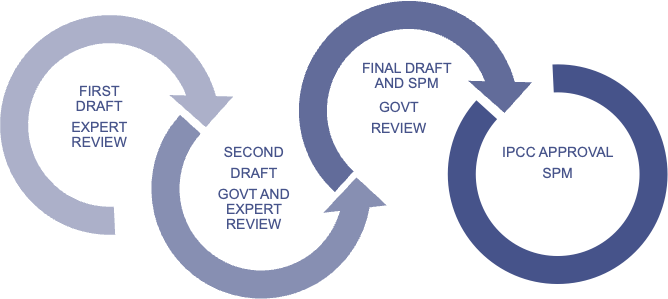 FIRST
DRAFT
EXPERT
REVIEW
SECOND
DRAFT
GOVT AND
EXPERT
REVIEW
FINAL DRAFT
AND SPM
GOVT
REVIEW
IPCC APPROVAL
SPM